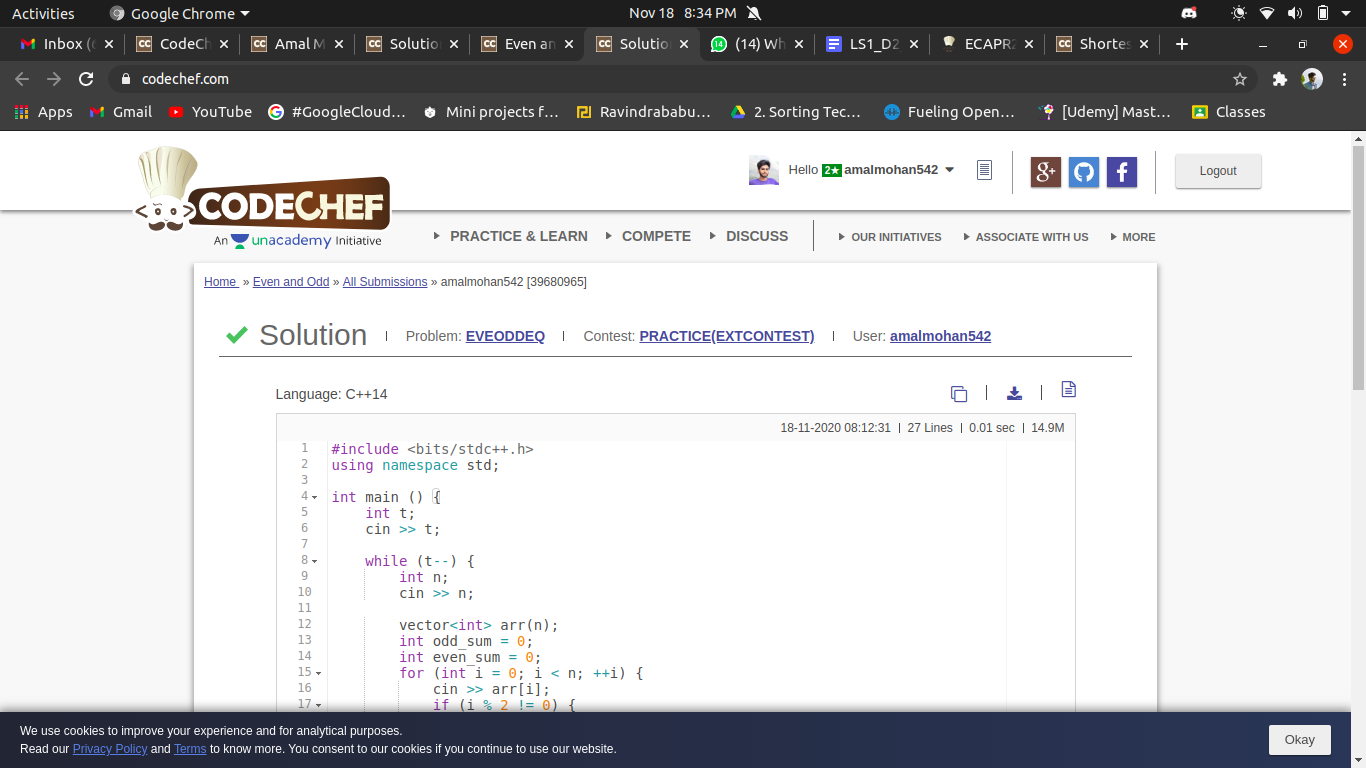 Activities Google Chrome Nov 18 8:34 PM
Inbox ( CodeCh Amal M Solutio Even an Solutio (14) Wh LS1_D2 ECAPR2 Shortes
codechef.com
Apps Gmail YouTube #GoogleCloud… Mini projects f… Ravindrababu… 2. Sorting Tec… Fueling Open… [Udemy] Mast… Classes
Hello 2★ amalmohan542 Logout
CODECHEF
An unacademy Initiative
PRACTICE & LEARN COMPETE DISCUSS OUR INITIATIVES ASSOCIATE WITH US MORE
Home » Even and Odd » All Submissions » amalmohan542 [39680965]
Solution Problem: EVEODDEQ Contest: PRACTICE(EXTCONTEST) User: amalmohan542
Language: C++14
18-11-2020 08:12:31 27 Lines 0.01 sec 14.9M
1 #include <bits/stdc++.h>
2 using namespace std;
3
4 int main () {
5 int t;
6 cin >> t;
7
8 while (t--) {
9 int n;
10 cin >> n;
11
12 vector<int> arr(n);
13 int odd_sum = 0;
14 int even_sum = 0;
15 for (int i = 0; i < n; ++i) {
16 cin >> arr[i];
17 if (i % 2 != 0) {
We use cookies to improve your experience and for analytical purposes.
Read our Privacy Policy and Terms to know more. You consent to our cookies if you continue to use our website.
Okay